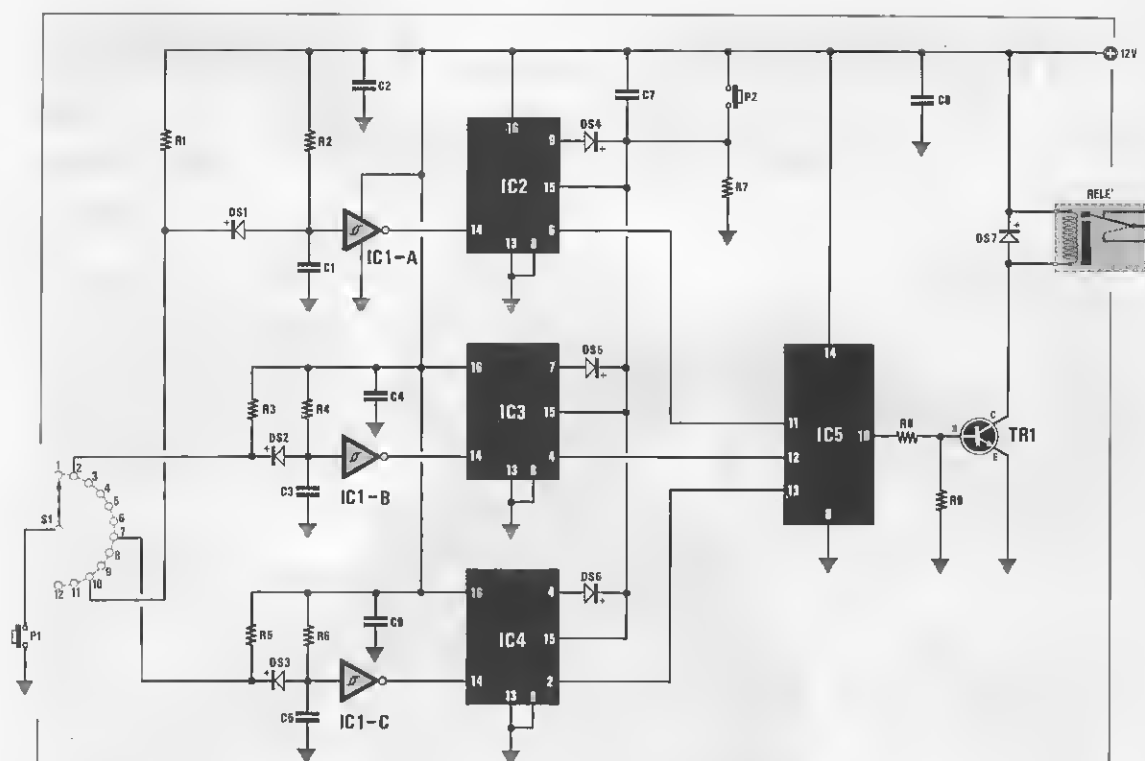 12V
C2
C7
P2
C8
R1
R2
16
9
DS4
IC2
15
R7
RELE'
DS1
14
6
DS7
IC1-A
13
8
C1
14
16
7
DS5
R3
R4
C4
IC3
15
11
DS2
IC5
10
R8
B
C
TR1
E
14
4
12
1
2
3
4
5
6
7
8
9
10
11
12
S1
C3
IC1-B
13
8
13
R9
8
16
4
DS6
C9
R5
R6
IC4
15
P1
DS3
14
2
IC1-C
13
8
C5